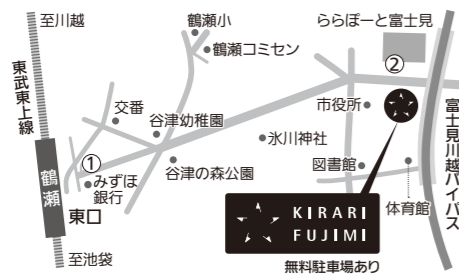 至川越
鶴瀬小
ららぽーと富士見
鶴瀬コミセン
②
東武東上線
交番
市役所
谷津幼稚園
氷川神社
富士見川越バイパス
①
鶴瀬
みずほ
銀行
谷津の森公園
図書館
東口
体育館
KIRARI
FUJIMI
至池袋
無料駐車場あり